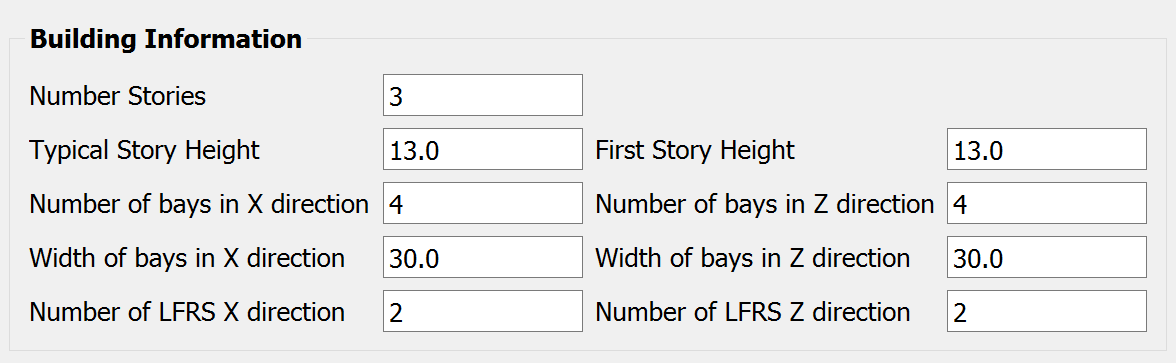 Building Information
Number Stories 3
Typical Story Height 13.0 First Story Height 13.0
Number of bays in X direction 4 Number of bays in Z direction 4
Width of bays in X direction 30.0 Width of bays in Z direction 30.0
Number of LFRS X direction 2 Number of LFRS Z direction 2